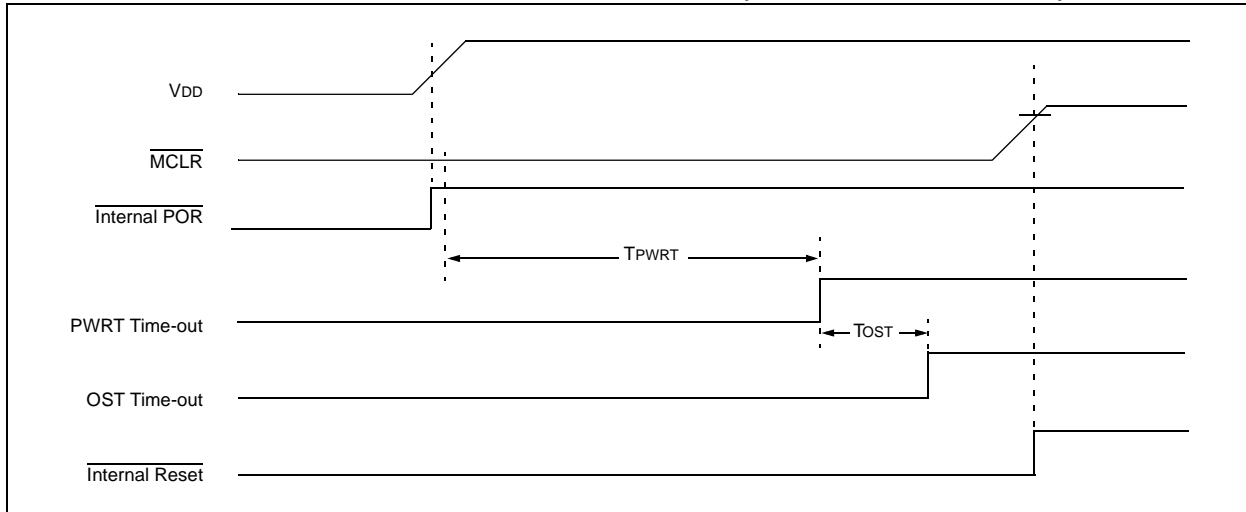 VDD
MCLR
Internal POR
TPWRT
PWRT Time-out
TOST
OST Time-out
Internal Reset